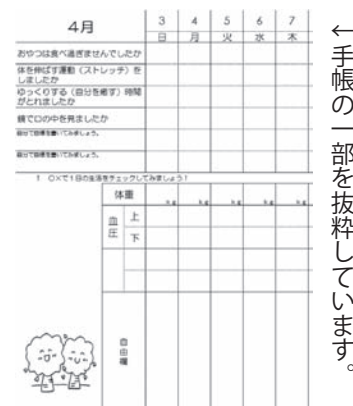 4月 3 4 5 6 7
日 月 火 水 木
おやつは食べ過ぎませんでしたか
体を伸ばす運動（ストレッチ）を
しましたか
ゆっくりする（自分を癒す）時間
がとれましたか
鏡で口の中を見ましたか
自分で目標を書いてみましょう。
自分で目標を書いてみましょう。
↑ ○×で1日の生活をチェックしてみましょう！
体重 kg kg kg kg kg
血圧 上
下
自由欄
←手帳の一部を抜粋しています。